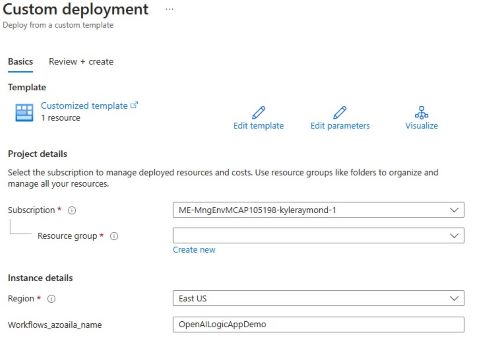 Custom deployment ...
Deploy from a custom template
Basics Review + create
Template
Customized template
1 resource
Edit template Edit parameters Visualize
Project details
Select the subscription to manage deployed resources and costs. Use resource groups like folders to organize and
manage all your resources.
Subscription * ME-MngEnvMCAP105198-kyleraymond-1
Resource group *
Create new
Instance details
Region * East US
Workflows_azoaila_name OpenAILogicAppDemo